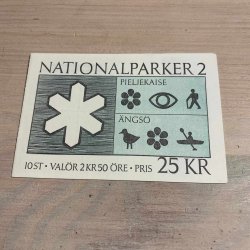 NATIONALPARKER 2
PIELJEKAISE
ÄNGSÖ
10 ST · VALÖR 2 KR 50 ÖRE · PRIS 25 KR